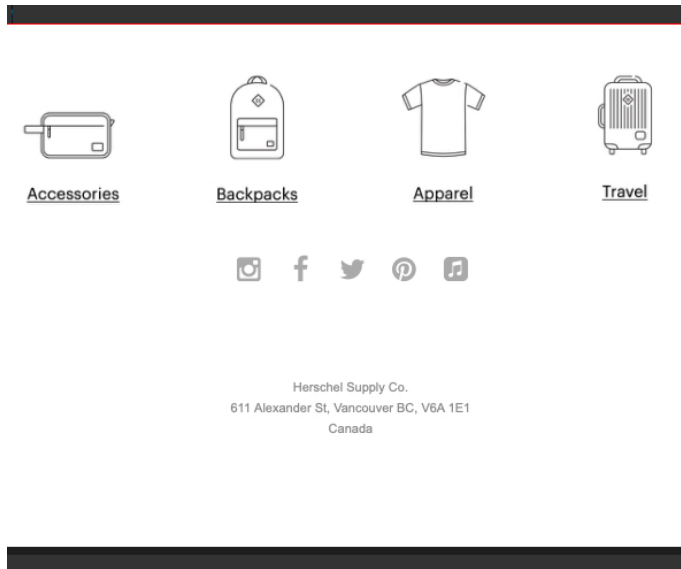 Accessories
Backpacks
Apparel
Travel
Herschel Supply Co.
611 Alexander St, Vancouver BC, V6A 1E1
Canada